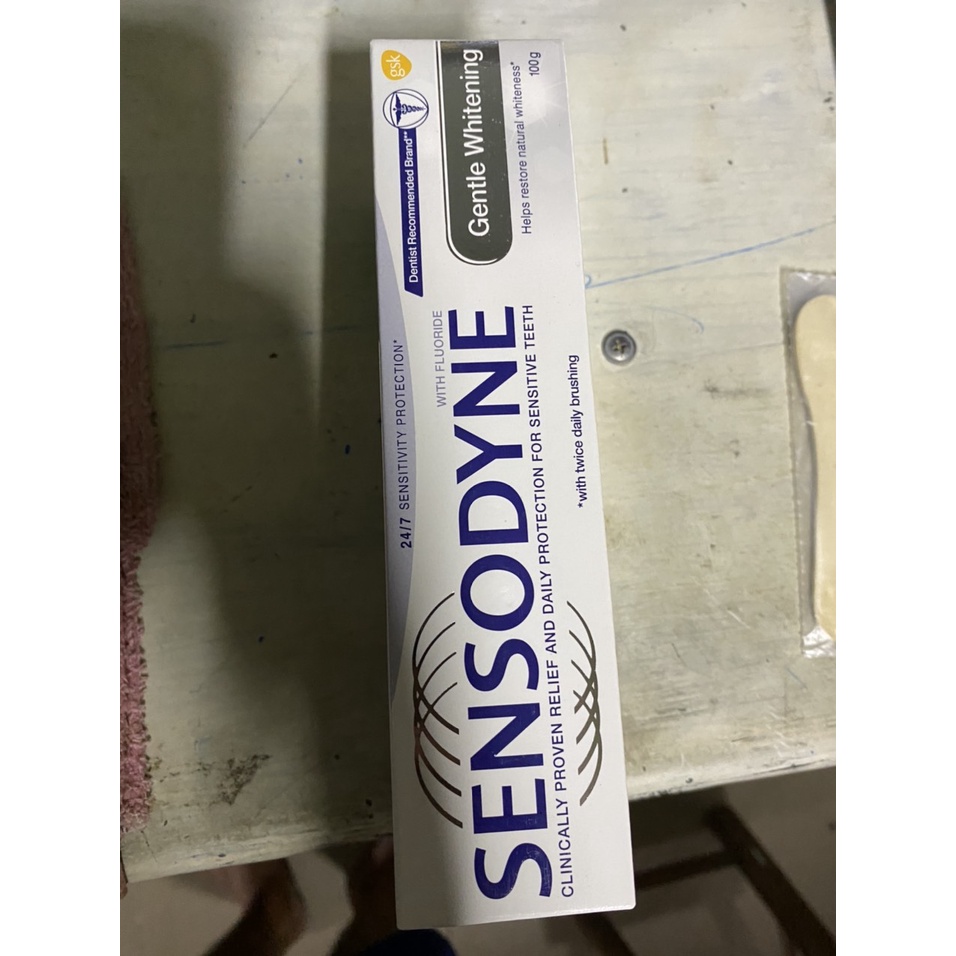 gsk
Dentist Recommended Brand**
Gentle Whitening
Helps restore natural whiteness*
100g
24/7 SENSITIVITY PROTECTION*
WITH FLUORIDE
SENSODYNE
CLINICALLY PROVEN RELIEF AND DAILY PROTECTION FOR SENSITIVE TEETH
*with twice daily brushing